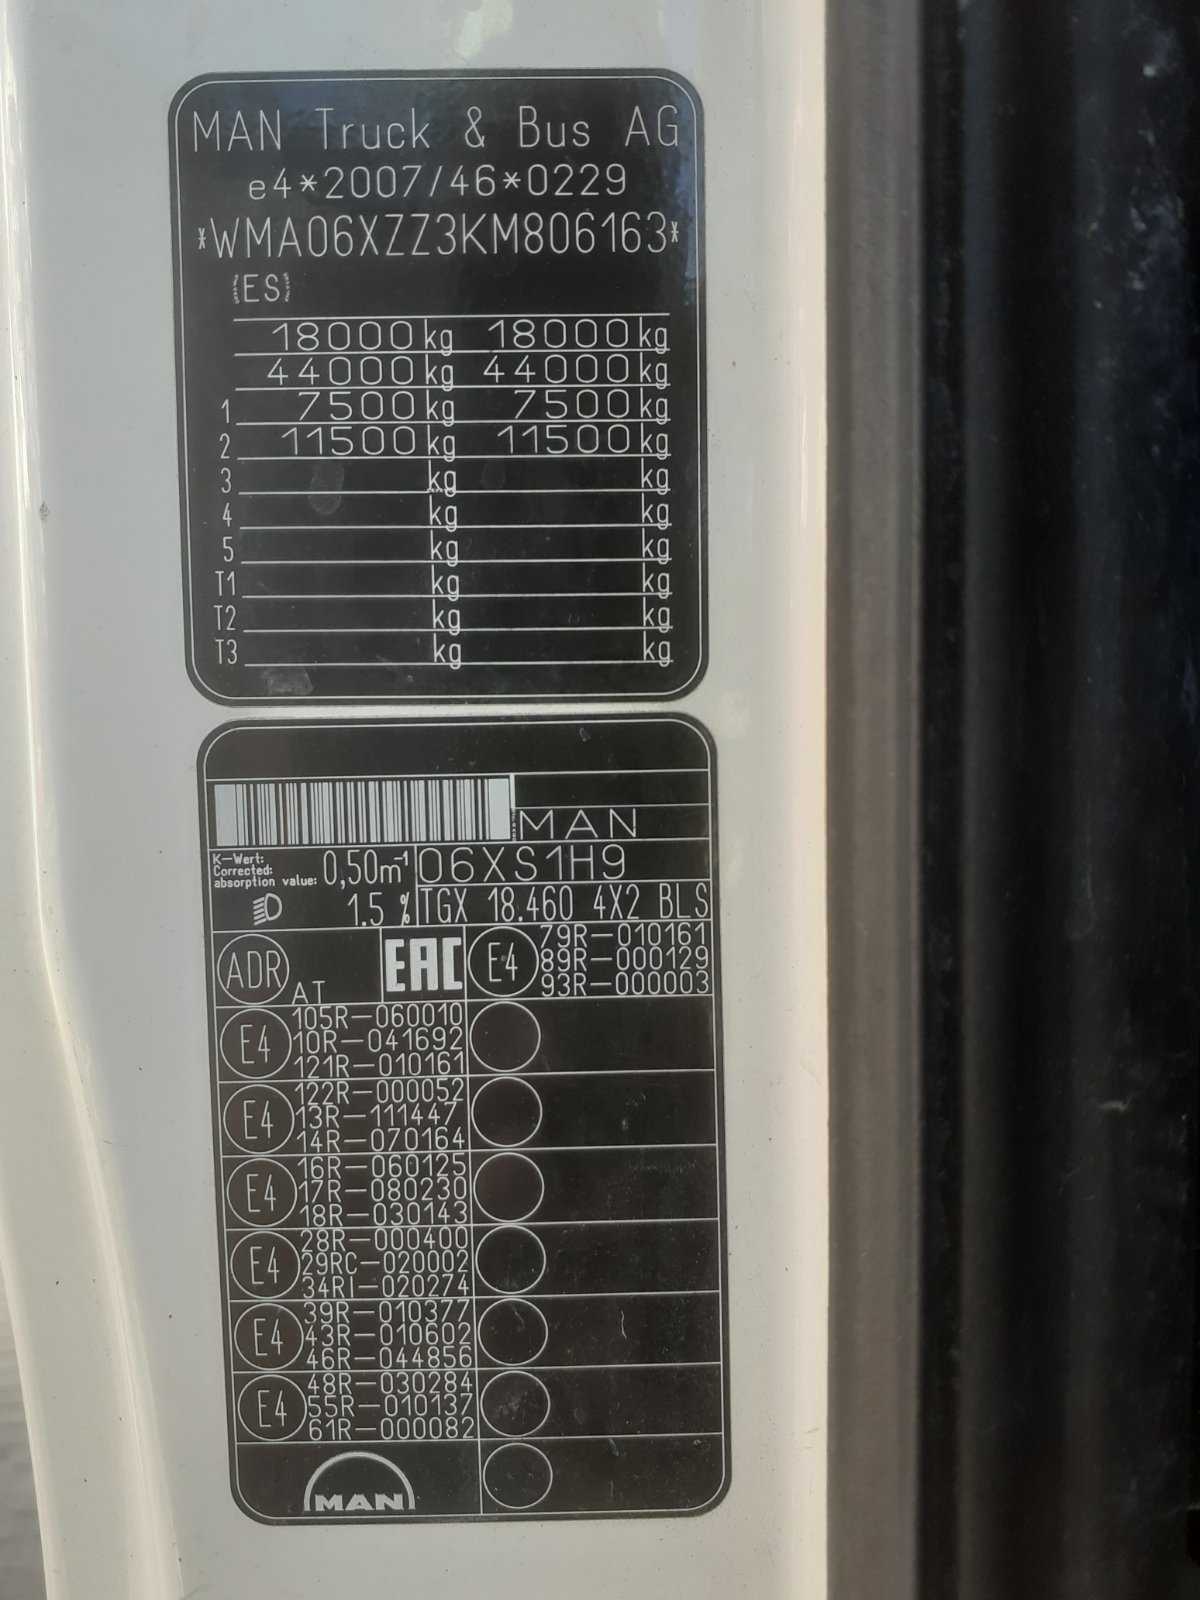 MAN Truck & Bus AG
e4*2007/46*0229
*WMA06XZZ3KM806163*
(ES)
18000 kg 18000 kg
44000 kg 44000 kg
1 7500 kg 7500 kg
2 11500 kg 11500 kg
3 kg kg
4 kg kg
5 kg kg
T1 kg kg
T2 kg kg
T3 kg kg
MAN
K-Wert:
Corrected:
absorption value: 0,50m⁻¹
06XS1H9
1.5 %
TGX 18.460 4X2 BLS
ADR AT
EAC
E4
79R-010161
89R-000129
93R-000003
E4
105R-060010
10R-041692
121R-010161
E4
122R-000052
13R-111447
14R-070164
E4
16R-060125
17R-080230
18R-030143
E4
28R-000400
29RC-020002
34RI-020274
E4
39R-010377
43R-010602
46R-044856
E4
48R-030284
55R-010137
61R-000082
MAN